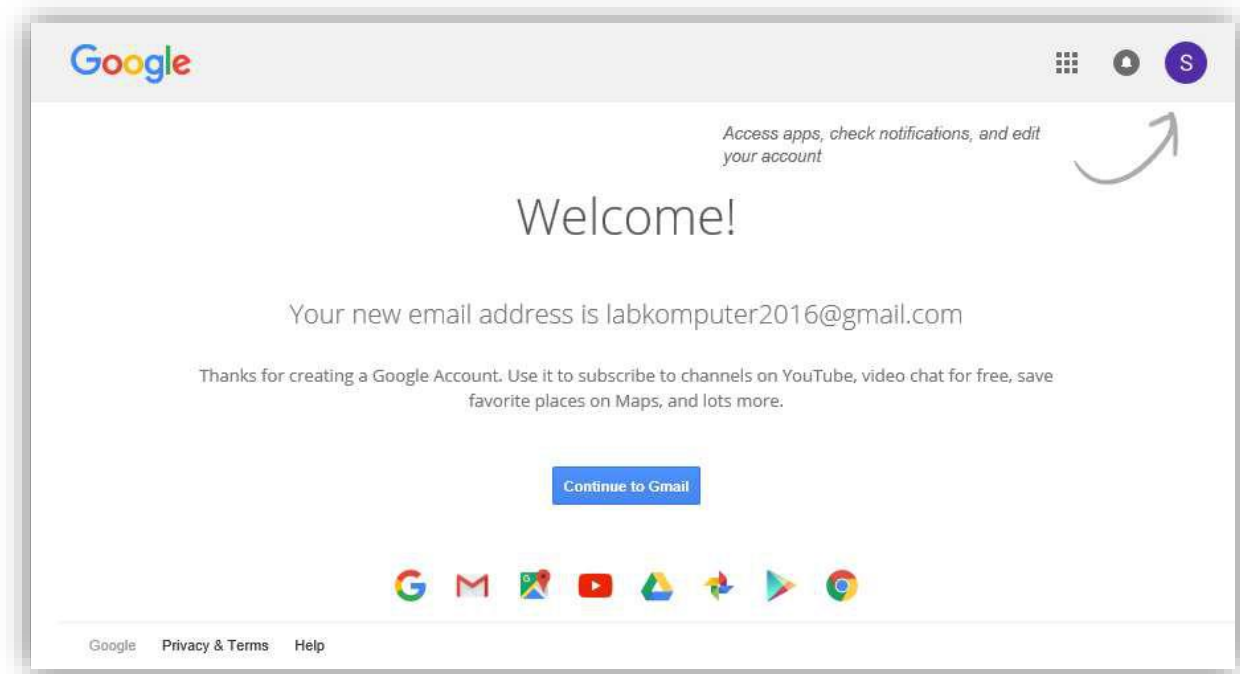 Google
S
Access apps, check notifications, and edit
your account
Welcome!
Your new email address is labkomputer2016@gmail.com
Thanks for creating a Google Account. Use it to subscribe to channels on YouTube, video chat for free, save
favorite places on Maps, and lots more.
Continue to Gmail
Google Privacy & Terms Help